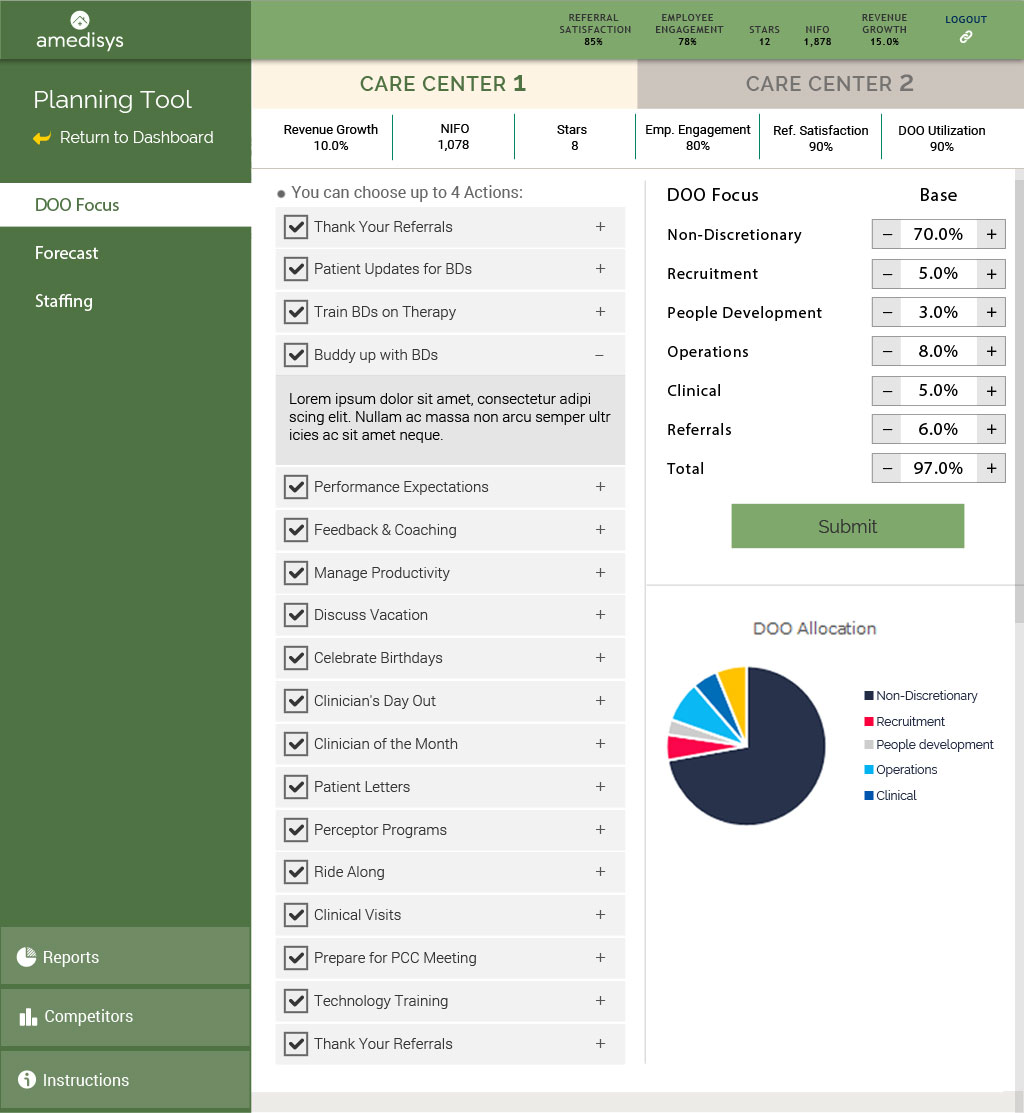 amedisys
REFERRAL
SATISFACTION
85%
EMPLOYEE
ENGAGEMENT
78%
STARS
12
NIFO
1,878
REVENUE
GROWTH
15.0%
LOGOUT
Planning Tool
Return to Dashboard
DOO Focus
Forecast
Staffing
Reports
Competitors
Instructions
CARE CENTER 1
CARE CENTER 2
Revenue Growth
10.0%
NIFO
1,078
Stars
8
Emp. Engagement
80%
Ref. Satisfaction
90%
DOO Utilization
90%
You can choose up to 4 Actions:
Thank Your Referrals +
Patient Updates for BDs +
Train BDs on Therapy +
Buddy up with BDs –
Lorem ipsum dolor sit amet, consectetur adipi
scing elit. Nullam ac massa non arcu semper ultr
icies ac sit amet neque.
Performance Expectations +
Feedback & Coaching +
Manage Productivity +
Discuss Vacation +
Celebrate Birthdays +
Clinician's Day Out +
Clinician of the Month +
Patient Letters +
Perceptor Programs +
Ride Along +
Clinical Visits +
Prepare for PCC Meeting +
Technology Training +
Thank Your Referrals +
DOO Focus Base
Non-Discretionary – 70.0% +
Recruitment – 5.0% +
People Development – 3.0% +
Operations – 8.0% +
Clinical – 5.0% +
Referrals – 6.0% +
Total – 97.0% +
Submit
DOO Allocation
Non-Discretionary
Recruitment
People development
Operations
Clinical